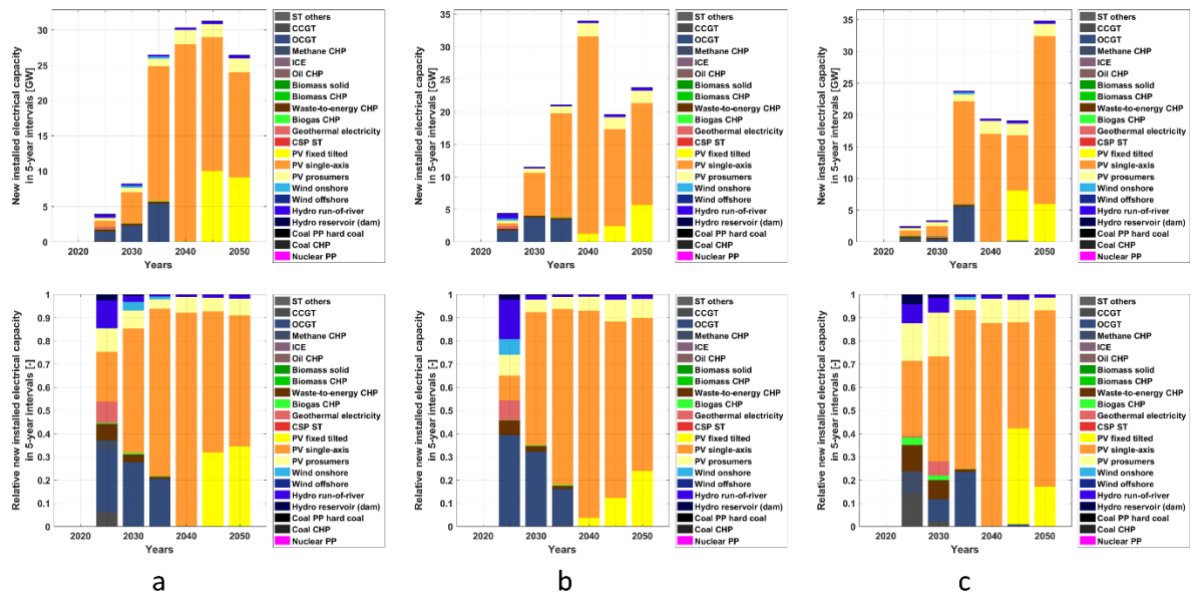 New installed electrical capacity
in 5-year intervals [GW]
30
25
20
15
10
5
0
2020
2030
2040
2050
Years
ST others
CCGT
OCGT
Methane CHP
ICE
Oil CHP
Biomass solid
Biomass CHP
Waste-to-energy CHP
Biogas CHP
Geothermal electricity
CSP ST
PV fixed tilted
PV single-axis
PV prosumers
Wind onshore
Wind offshore
Hydro run-of-river
Hydro reservoir (dam)
Coal PP hard coal
Coal CHP
Nuclear PP
New installed electrical capacity
in 5-year intervals [GW]
35
30
25
20
15
10
5
0
2020
2030
2040
2050
Years
ST others
CCGT
OCGT
Methane CHP
ICE
Oil CHP
Biomass solid
Biomass CHP
Waste-to-energy CHP
Biogas CHP
Geothermal electricity
CSP ST
PV fixed tilted
PV single-axis
PV prosumers
Wind onshore
Wind offshore
Hydro run-of-river
Hydro reservoir (dam)
Coal PP hard coal
Coal CHP
Nuclear PP
New installed electrical capacity
in 5-year intervals [GW]
35
30
25
20
15
10
5
0
2020
2030
2040
2050
Years
ST others
CCGT
OCGT
Methane CHP
ICE
Oil CHP
Biomass solid
Biomass CHP
Waste-to-energy CHP
Biogas CHP
Geothermal electricity
CSP ST
PV fixed tilted
PV single-axis
PV prosumers
Wind onshore
Wind offshore
Hydro run-of-river
Hydro reservoir (dam)
Coal PP hard coal
Coal CHP
Nuclear PP
Relative new installed electrical capacity
in 5-year intervals [-]
1
0.9
0.8
0.7
0.6
0.5
0.4
0.3
0.2
0.1
0
2020
2030
2040
2050
Years
ST others
CCGT
OCGT
Methane CHP
ICE
Oil CHP
Biomass solid
Biomass CHP
Waste-to-energy CHP
Biogas CHP
Geothermal electricity
CSP ST
PV fixed tilted
PV single-axis
PV prosumers
Wind onshore
Wind offshore
Hydro run-of-river
Hydro reservoir (dam)
Coal PP hard coal
Coal CHP
Nuclear PP
Relative new installed electrical capacity
in 5-year intervals [-]
1
0.9
0.8
0.7
0.6
0.5
0.4
0.3
0.2
0.1
0
2020
2030
2040
2050
Years
ST others
CCGT
OCGT
Methane CHP
ICE
Oil CHP
Biomass solid
Biomass CHP
Waste-to-energy CHP
Biogas CHP
Geothermal electricity
CSP ST
PV fixed tilted
PV single-axis
PV prosumers
Wind onshore
Wind offshore
Hydro run-of-river
Hydro reservoir (dam)
Coal PP hard coal
Coal CHP
Nuclear PP
Relative new installed electrical capacity
in 5-year intervals [-]
1
0.9
0.8
0.7
0.6
0.5
0.4
0.3
0.2
0.1
0
2020
2030
2040
2050
Years
ST others
CCGT
OCGT
Methane CHP
ICE
Oil CHP
Biomass solid
Biomass CHP
Waste-to-energy CHP
Biogas CHP
Geothermal electricity
CSP ST
PV fixed tilted
PV single-axis
PV prosumers
Wind onshore
Wind offshore
Hydro run-of-river
Hydro reservoir (dam)
Coal PP hard coal
Coal CHP
Nuclear PP
a
b
c